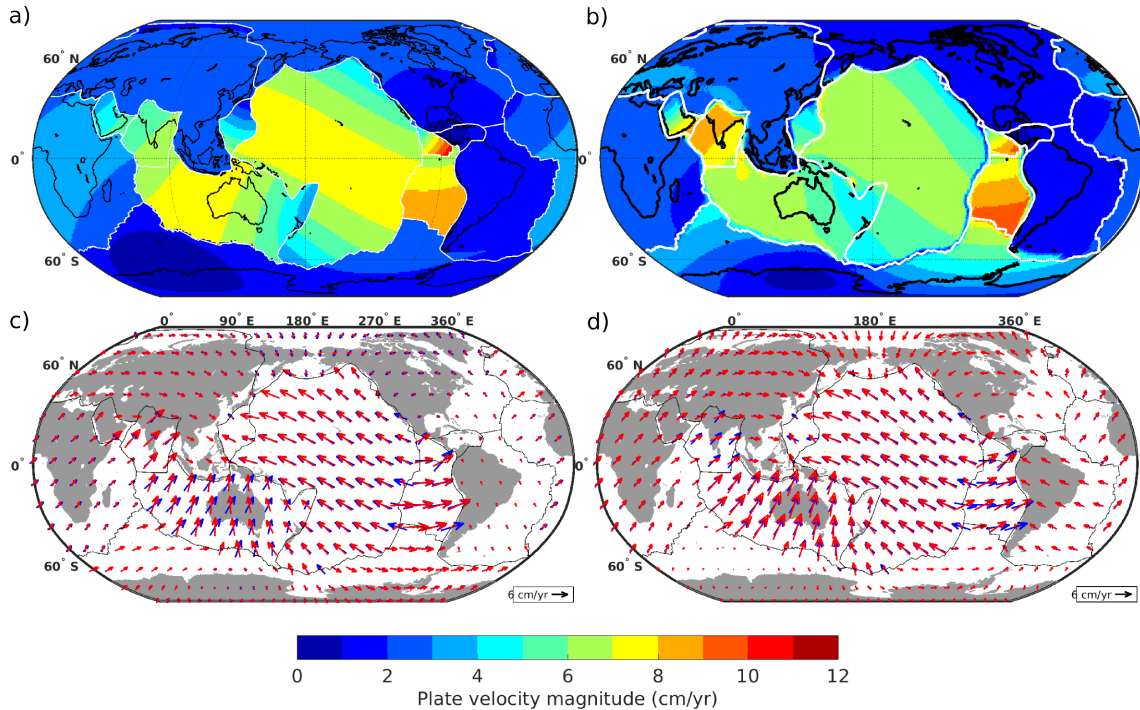 a)
b)
60° N
60° N
0°
0°
60° S
60° S
c)
0° 90° E 180° E 270° E 360° E
d)
0° 180° E 360° E
60° N
60° N
0°
0°
60° S
60° S
6 cm/yr
6 cm/yr
0 2 4 6 8 10 12
Plate velocity magnitude (cm/yr)